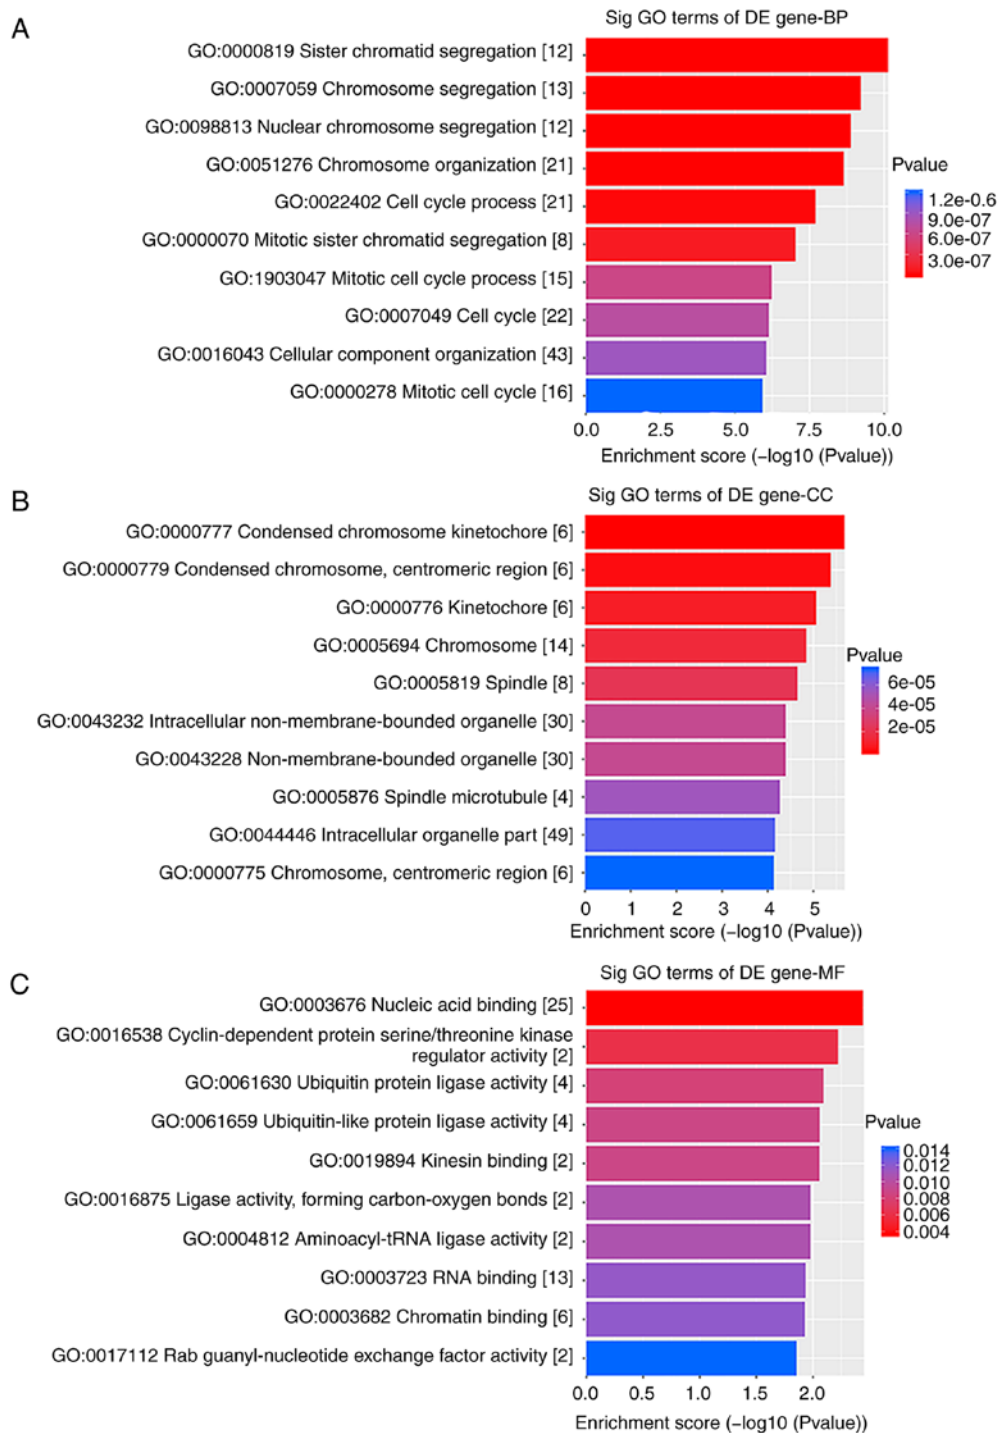 A
Sig GO terms of DE gene-BP
GO:0000819 Sister chromatid segregation [12]
GO:0007059 Chromosome segregation [13]
GO:0098813 Nuclear chromosome segregation [12]
GO:0051276 Chromosome organization [21]
GO:0022402 Cell cycle process [21]
GO:0000070 Mitotic sister chromatid segregation [8]
GO:1903047 Mitotic cell cycle process [15]
GO:0007049 Cell cycle [22]
GO:0016043 Cellular component organization [43]
GO:0000278 Mitotic cell cycle [16]
Pvalue
1.2e-0.6
9.0e-07
6.0e-07
3.0e-07
0.0 2.5 5.0 7.5 10.0
Enrichment score (−log10 (Pvalue))
B
Sig GO terms of DE gene-CC
GO:0000777 Condensed chromosome kinetochore [6]
GO:0000779 Condensed chromosome, centromeric region [6]
GO:0000776 Kinetochore [6]
GO:0005694 Chromosome [14]
GO:0005819 Spindle [8]
GO:0043232 Intracellular non-membrane-bounded organelle [30]
GO:0043228 Non-membrane-bounded organelle [30]
GO:0005876 Spindle microtubule [4]
GO:0044446 Intracellular organelle part [49]
GO:0000775 Chromosome, centromeric region [6]
Pvalue
6e-05
4e-05
2e-05
0 1 2 3 4 5
Enrichment score (−log10 (Pvalue))
C
Sig GO terms of DE gene-MF
GO:0003676 Nucleic acid binding [25]
GO:0016538 Cyclin-dependent protein serine/threonine kinase
regulator activity [2]
GO:0061630 Ubiquitin protein ligase activity [4]
GO:0061659 Ubiquitin-like protein ligase activity [4]
GO:0019894 Kinesin binding [2]
GO:0016875 Ligase activity, forming carbon-oxygen bonds [2]
GO:0004812 Aminoacyl-tRNA ligase activity [2]
GO:0003723 RNA binding [13]
GO:0003682 Chromatin binding [6]
GO:0017112 Rab guanyl-nucleotide exchange factor activity [2]
Pvalue
0.014
0.012
0.010
0.008
0.006
0.004
0.0 0.5 1.0 1.5 2.0
Enrichment score (−log10 (Pvalue))